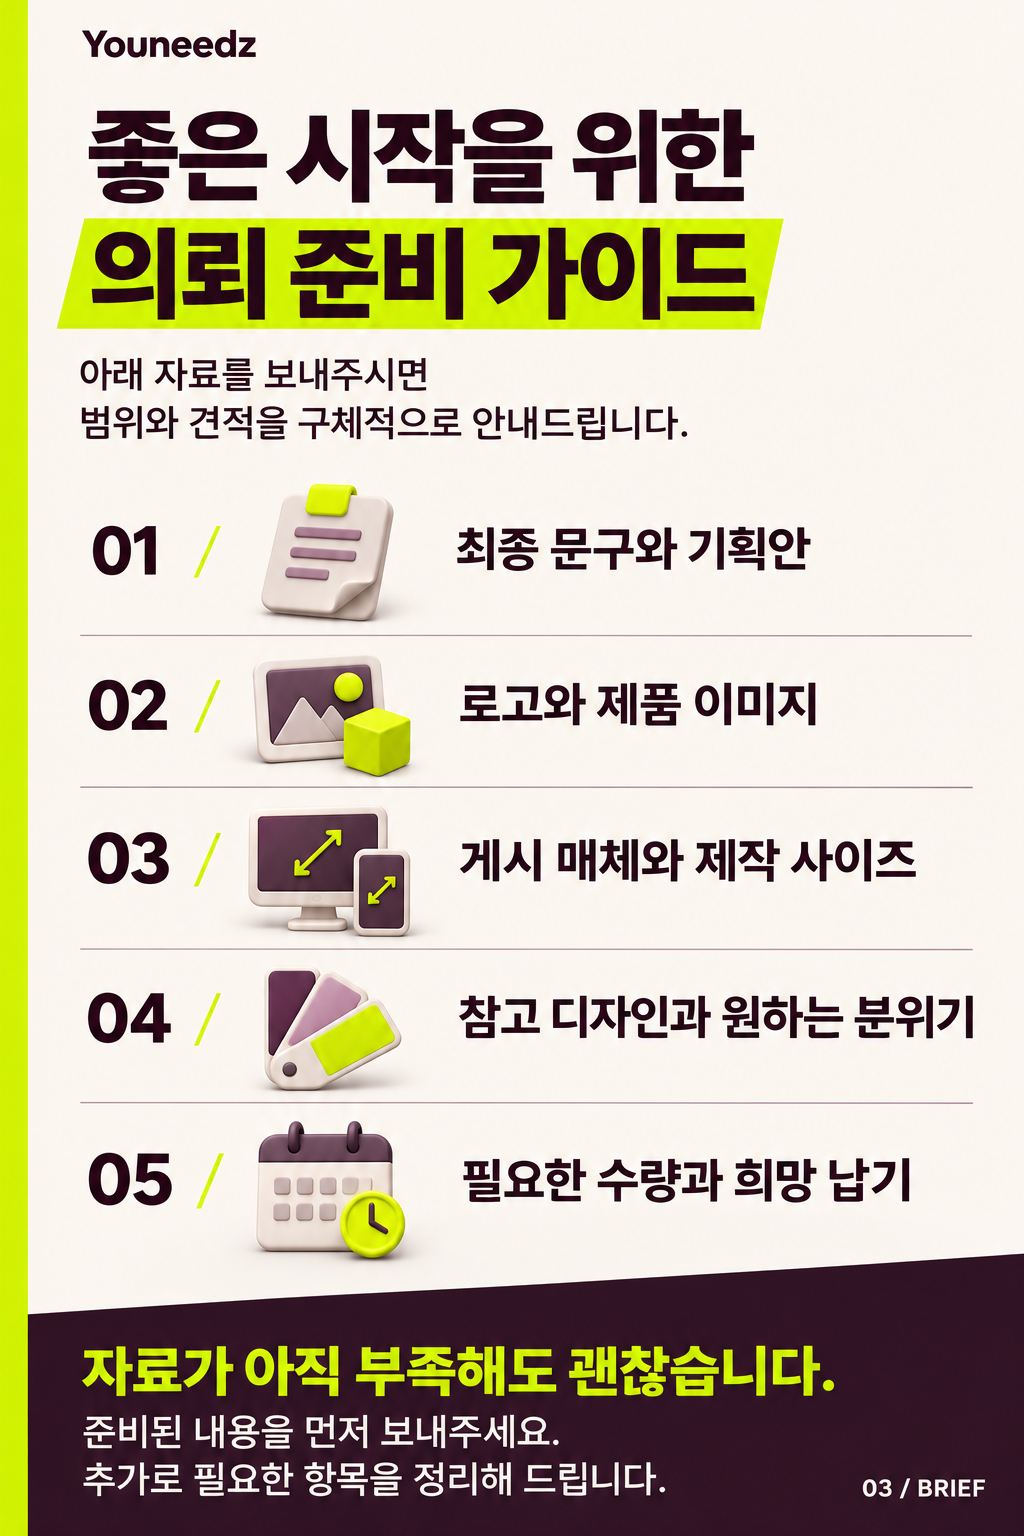 Youneedz
좋은 시작을 위한
의뢰 준비 가이드
아래 자료를 보내주시면
범위와 견적을 구체적으로 안내드립니다.
01 / 최종 문구와 기획안
02 / 로고와 제품 이미지
03 / 게시 매체와 제작 사이즈
04 / 참고 디자인과 원하는 분위기
05 / 필요한 수량과 희망 납기
자료가 아직 부족해도 괜찮습니다.
준비된 내용을 먼저 보내주세요.
추가로 필요한 항목을 정리해 드립니다.
03 / BRIEF